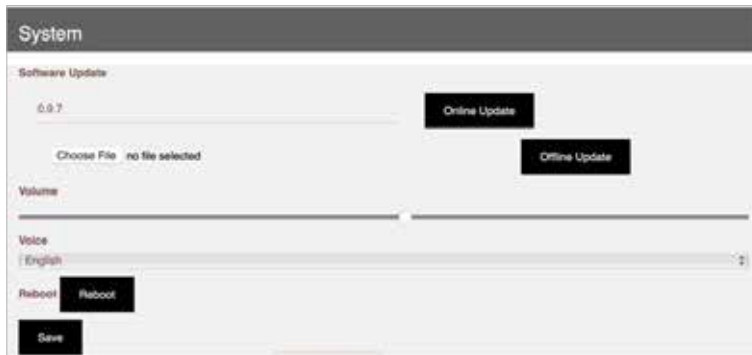 System
Software Update
0.9.7 Online Update
Choose File no file selected Offline Update
Volume
Voice
English
Reboot Reboot
Save